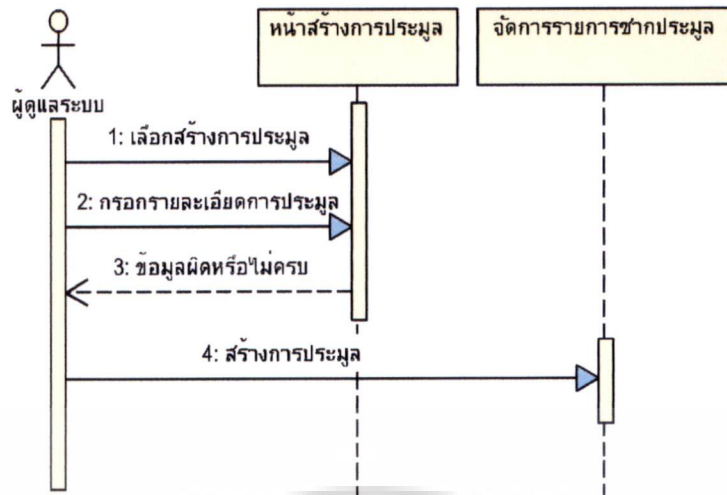 หน้าสร้างการประมูล
จัดการรายการซากประมูล
ผู้ดูแลระบบ
1: เลือกสร้างการประมูล
2: กรอกรายละเอียดการประมูล
3: ข้อมูลผิดหรือไม่ครบ
4: สร้างการประมูล